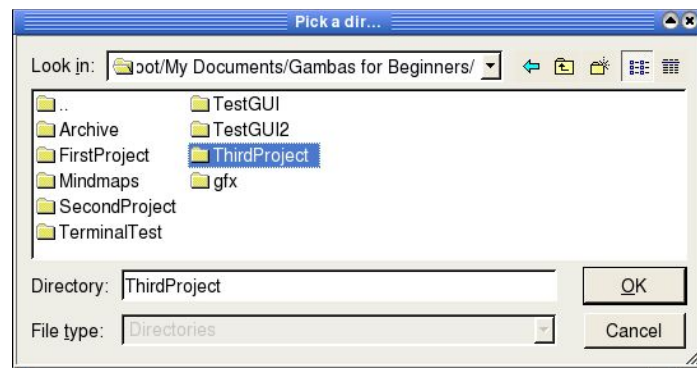 Pick a dir...
Look in: oot/My Documents/Gambas for Beginners/
..
Archive
FirstProject
Mindmaps
SecondProject
TerminalTest
TestGUI
TestGUI2
ThirdProject
gfx
Directory: ThirdProject
OK
File type: Directories
Cancel